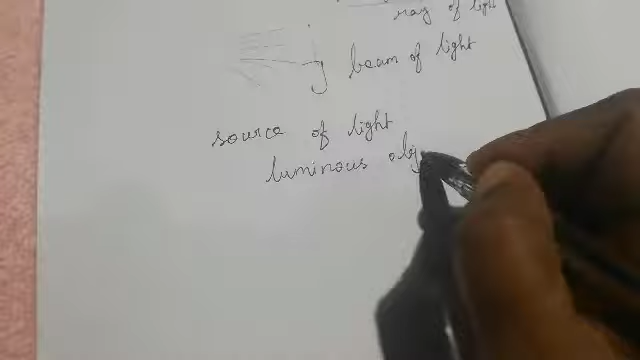 ray of light
beam of light
source of light
luminous obj